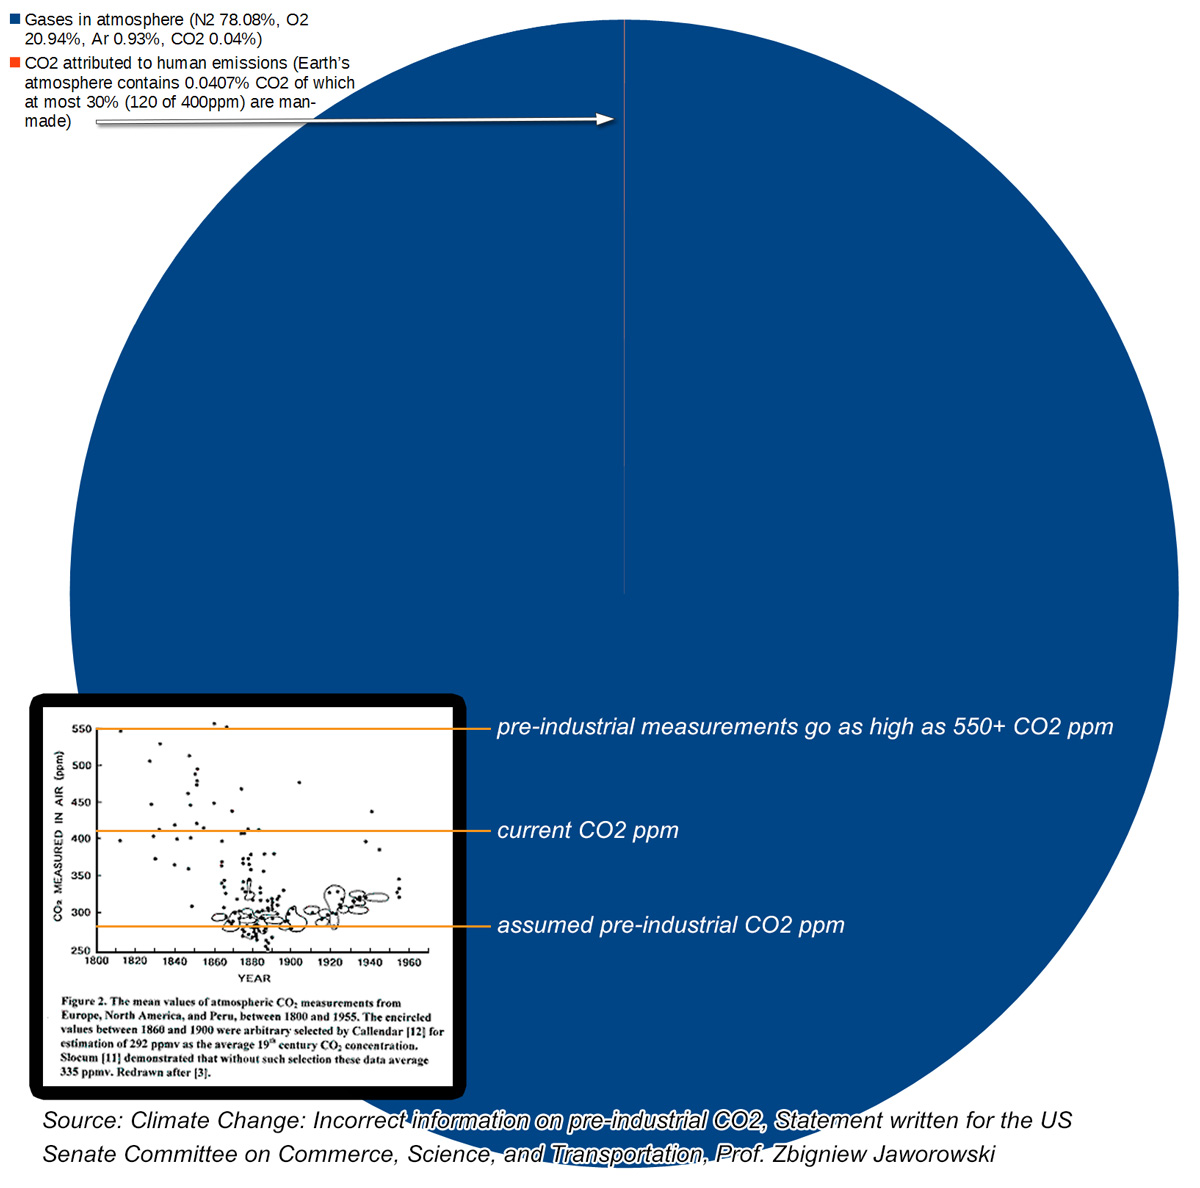 Gases in atmosphere (N2 78.08%, O2
20.94%, Ar 0.93%, CO2 0.04%)
CO2 attributed to human emissions (Earth's
atmosphere contains 0.0407% CO2 of which
at most 30% (120 of 400ppm) are man-
made)
pre-industrial measurements go as high as 550+ CO2 ppm
current CO2 ppm
assumed pre-industrial CO2 ppm
CO₂ MEASURED IN AIR (ppm)
550
500
450
400
350
300
250
1800 1820 1840 1860 1880 1900 1920 1940 1960
YEAR
Figure 2. The mean values of atmospheric CO₂ measurements from
Europe, North America, and Peru, between 1800 and 1955. The encircled
values between 1860 and 1900 were arbitrary selected by Callendar [12] for
estimation of 292 ppmv as the average 19th century CO₂ concentration.
Slocum [11] demonstrated that without such selection these data average
335 ppmv. Redrawn after [3].
Source: Climate Change: Incorrect information on pre-industrial CO2, Statement written for the US
Senate Committee on Commerce, Science, and Transportation, Prof. Zbigniew Jaworowski